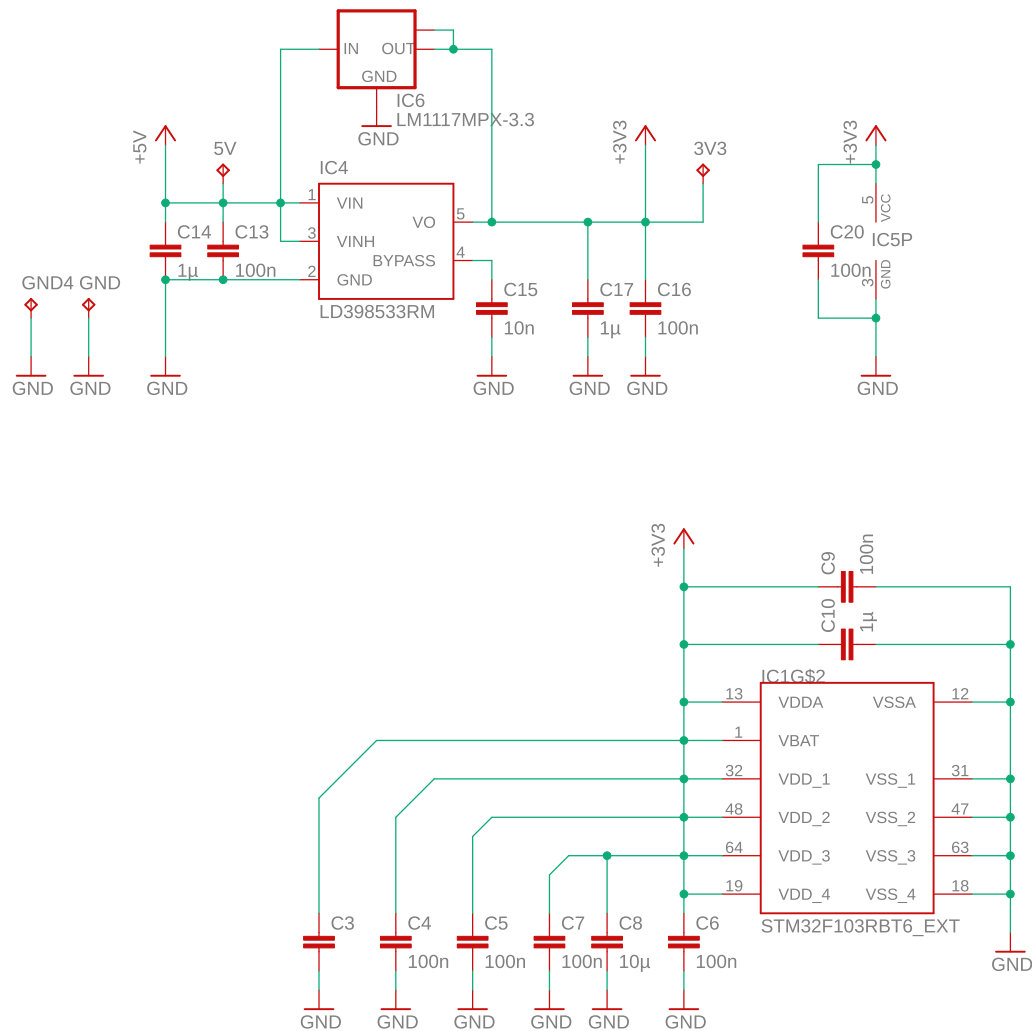 IN
OUT
GND
IC6
LM1117MPX-3.3
GND
+5V
5V
IC4
+3V3
3V3
+3V3
1
VIN
VO
5
3
VINH
BYPASS
4
2
GND
LD398533RM
C14
1µ
C13
100n
C15
10n
C17
1µ
C16
100n
C20
100n
5
VCC
IC5P
3
GND
GND4
GND
GND
GND
GND
GND
GND
GND
GND
+3V3
C9
100n
C10
1µ
IC1G$2
13
VDDA
VSSA
12
1
VBAT
32
VDD_1
VSS_1
31
48
VDD_2
VSS_2
47
64
VDD_3
VSS_3
63
19
VDD_4
VSS_4
18
STM32F103RBT6_EXT
C3
C4
100n
C5
100n
C7
100n
C8
10µ
C6
100n
GND
GND
GND
GND
GND
GND
GND